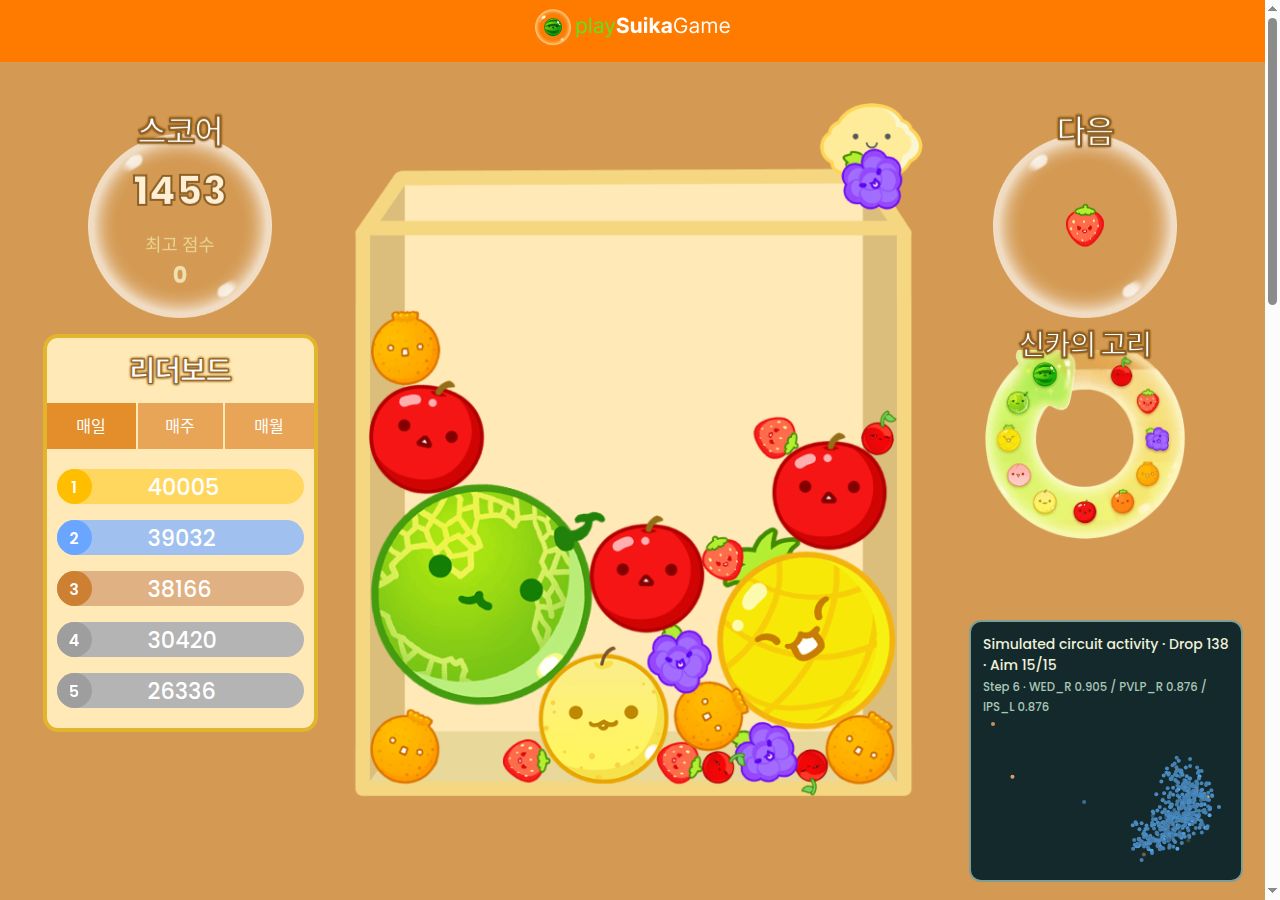 playSuikaGame
스코어
1453
최고 점수
0
리더보드
매일 매주 매월
1 40005
2 39032
3 38166
4 30420
5 26336
다음
신카의 고리
Simulated circuit activity · Drop 138
· Aim 15/15
Step 6 · WED_R 0.905 / PVLP_R 0.876 /
IPS_L 0.876